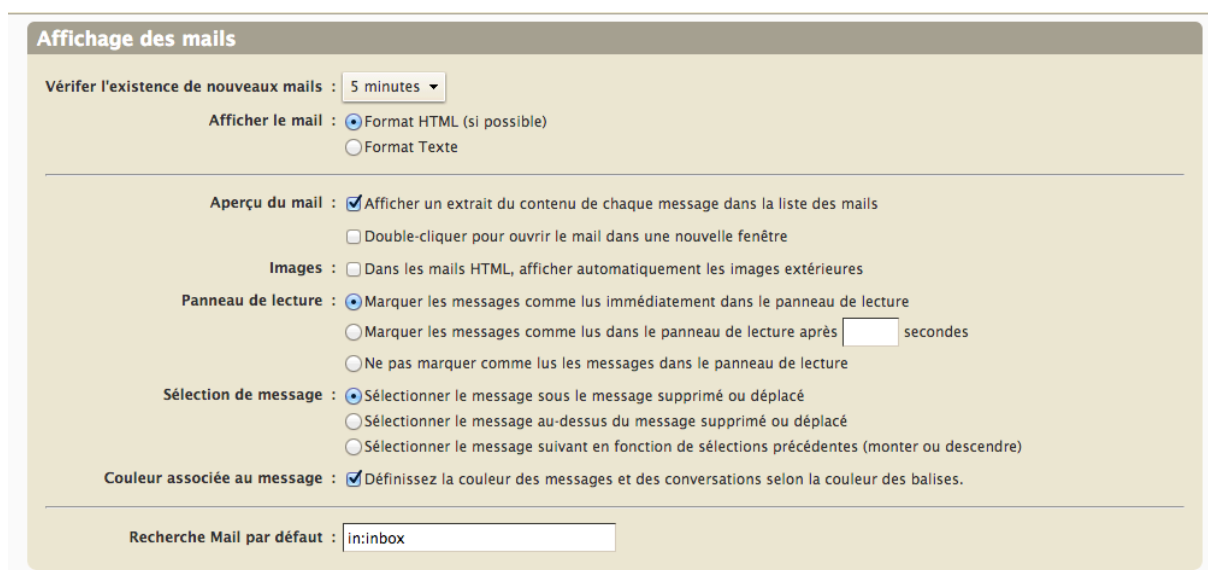 Affichage des mails
Vérifer l'existence de nouveaux mails : 5 minutes
Afficher le mail : Format HTML (si possible)
Format Texte
Aperçu du mail : Afficher un extrait du contenu de chaque message dans la liste des mails
Double-cliquer pour ouvrir le mail dans une nouvelle fenêtre
Images : Dans les mails HTML, afficher automatiquement les images extérieures
Panneau de lecture : Marquer les messages comme lus immédiatement dans le panneau de lecture
Marquer les messages comme lus dans le panneau de lecture après secondes
Ne pas marquer comme lus les messages dans le panneau de lecture
Sélection de message : Sélectionner le message sous le message supprimé ou déplacé
Sélectionner le message au-dessus du message supprimé ou déplacé
Sélectionner le message suivant en fonction de sélections précédentes (monter ou descendre)
Couleur associée au message : Définissez la couleur des messages et des conversations selon la couleur des balises.
Recherche Mail par défaut : in:inbox